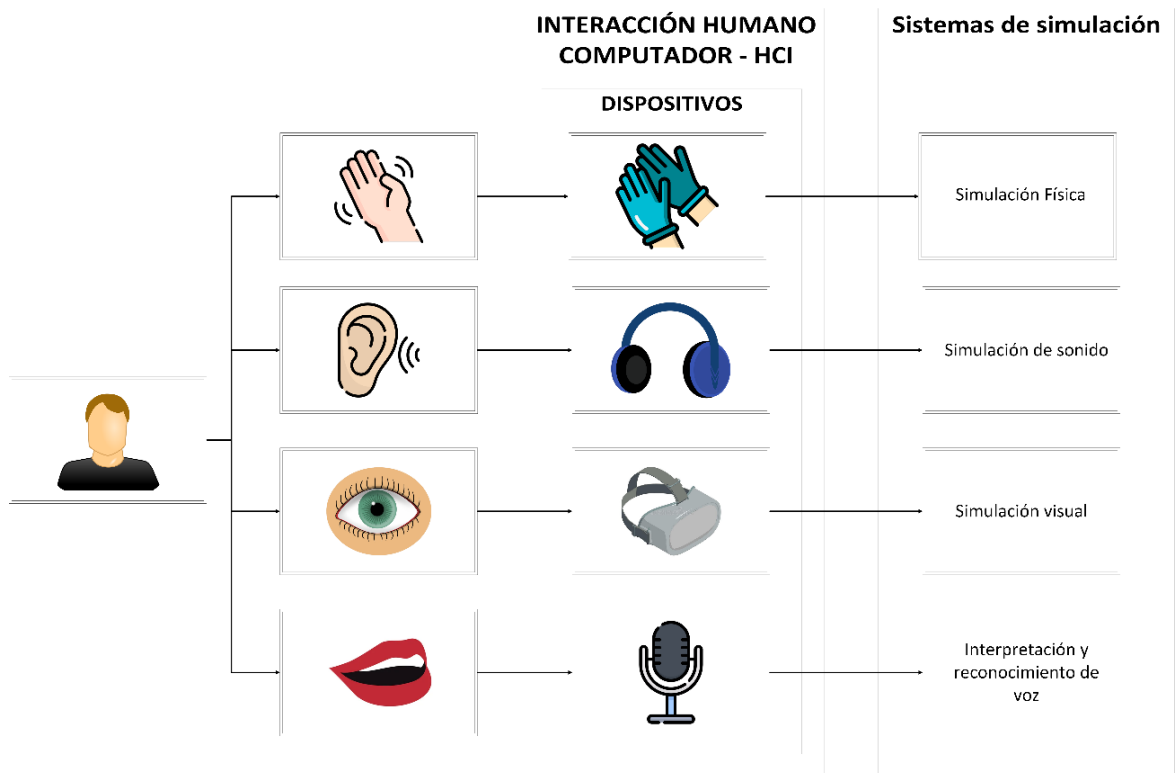 INTERACCIÓN HUMANO
COMPUTADOR - HCI
Sistemas de simulación
DISPOSITIVOS
Simulación Física
Simulación de sonido
Simulación visual
Interpretación y
reconocimiento de
voz